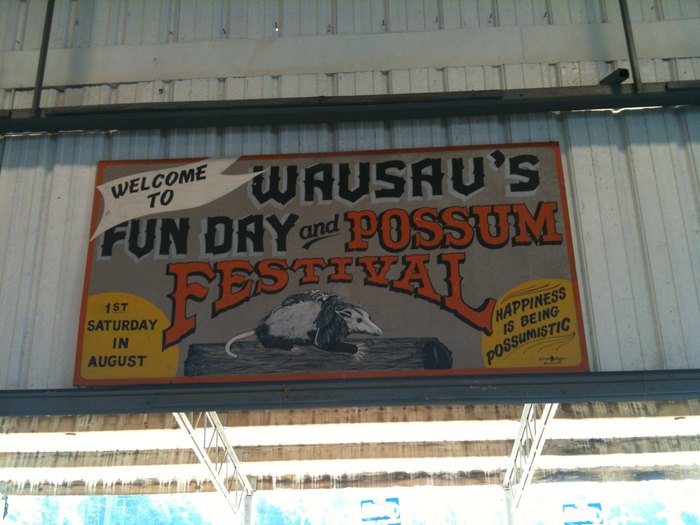 WELCOME
TO
WAUSAU'S
FUN DAY and POSSUM
FESTIVAL
1ST
SATURDAY
IN
AUGUST
HAPPINESS
IS BEING
POSSUMISTIC